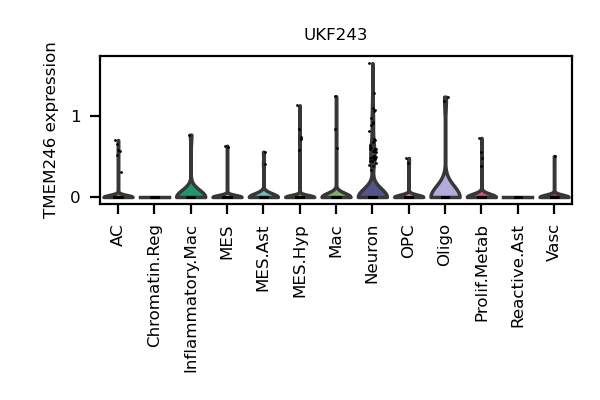 UKF243
TMEM246 expression
1
0
AC
Chromatin.Reg
Inflammatory.Mac
MES
MES.Ast
MES.Hyp
Mac
Neuron
OPC
Oligo
Prolif.Metab
Reactive.Ast
Vasc